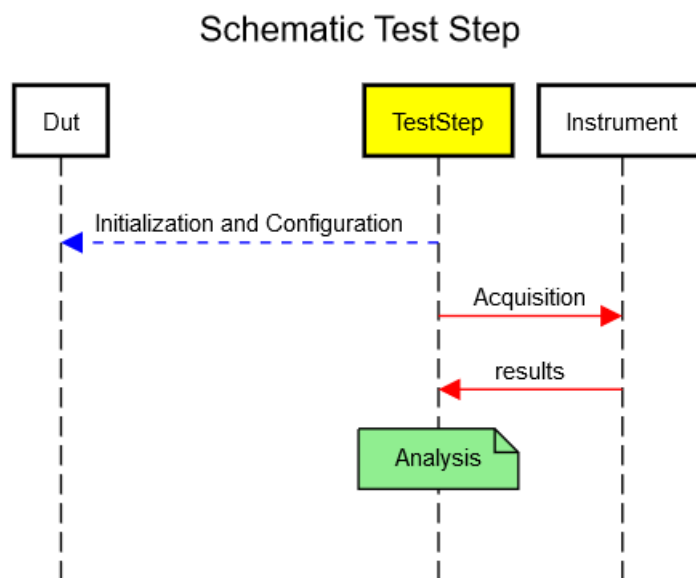 Schematic Test Step
Dut
TestStep
Instrument
Initialization and Configuration
Acquisition
results
Analysis